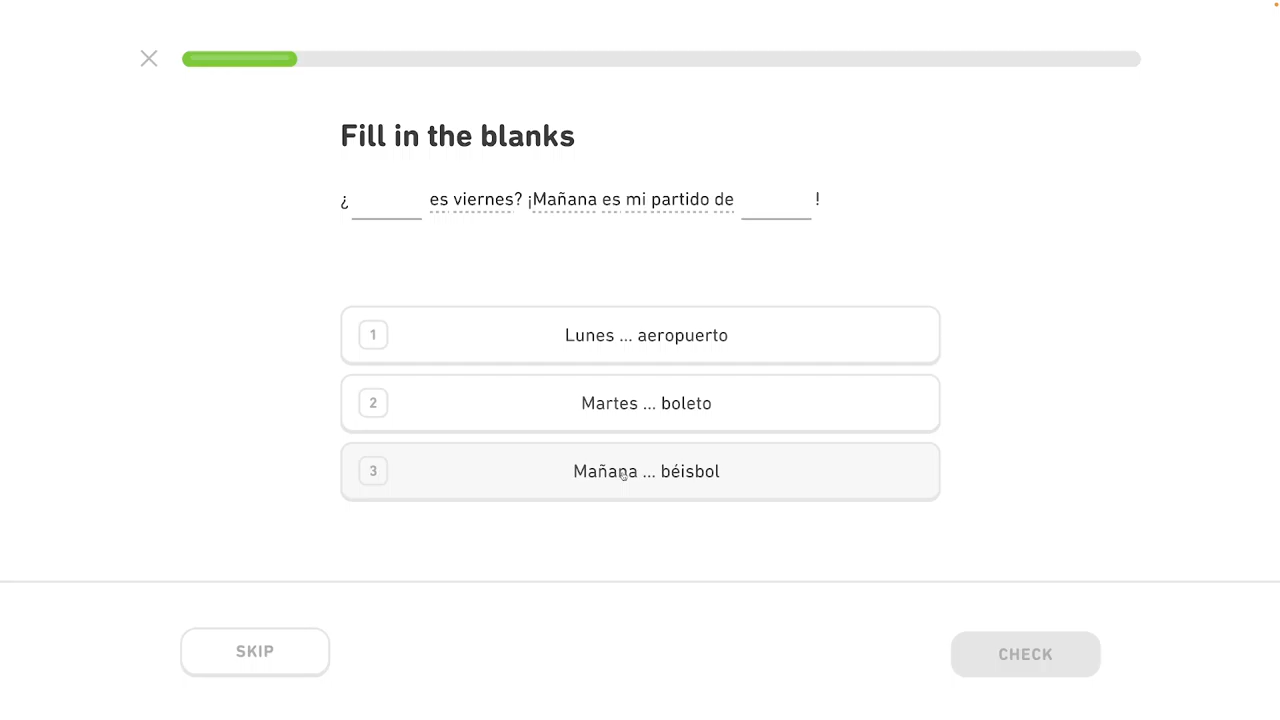 Fill in the blanks
¿ es viernes? ¡Mañana es mi partido de !
1 Lunes ... aeropuerto
2 Martes ... boleto
3 Mañana ... béisbol
SKIP
CHECK